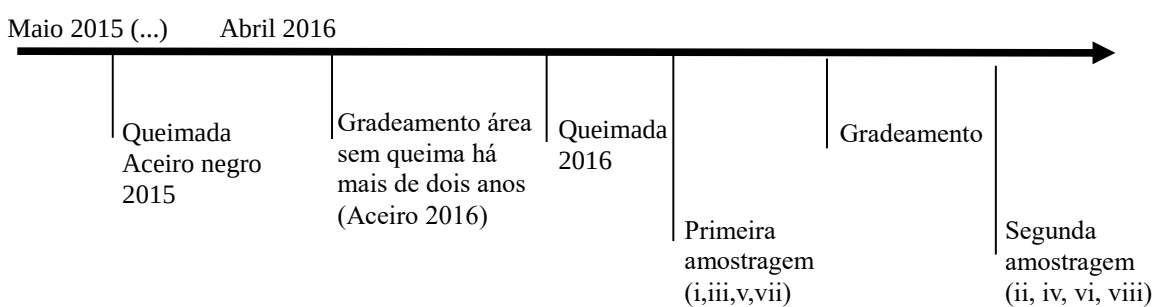 Maio 2015 (...)
Abril 2016
Queimada
Aceiro negro
2015
Gradeamento área
sem queima há
mais de dois anos
(Aceiro 2016)
Queimada
2016
Primeira
amostragem
(i,iii,v,vii)
Gradeamento
Segunda
amostragem
(ii, iv, vi, viii)